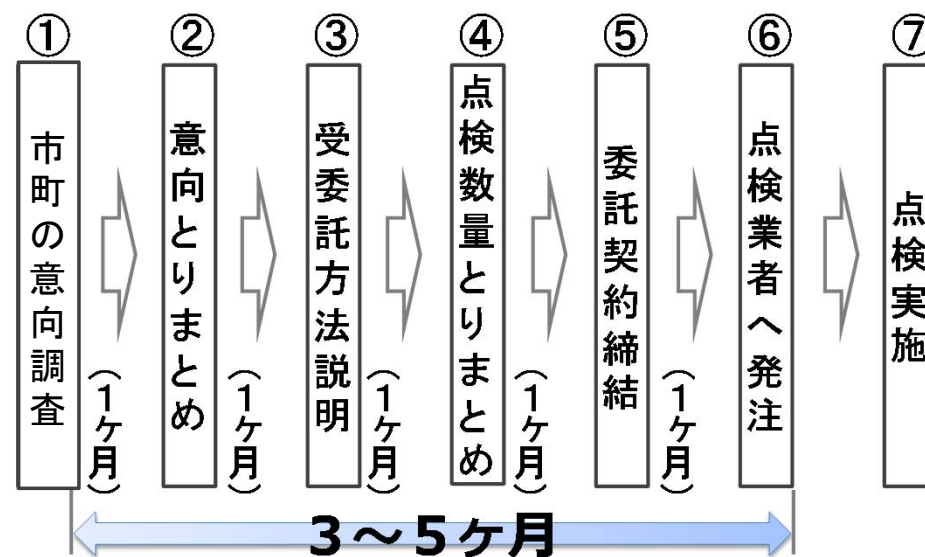 ①
市町の意向調査
（1ヶ月）
②
意向とりまとめ
（1ヶ月）
③
受委託方法説明
（1ヶ月）
④
点検数量とりまとめ
（1ヶ月）
⑤
委託契約締結
（1ヶ月）
⑥
点検業者へ発注
⑦
点検実施
3～5ヶ月